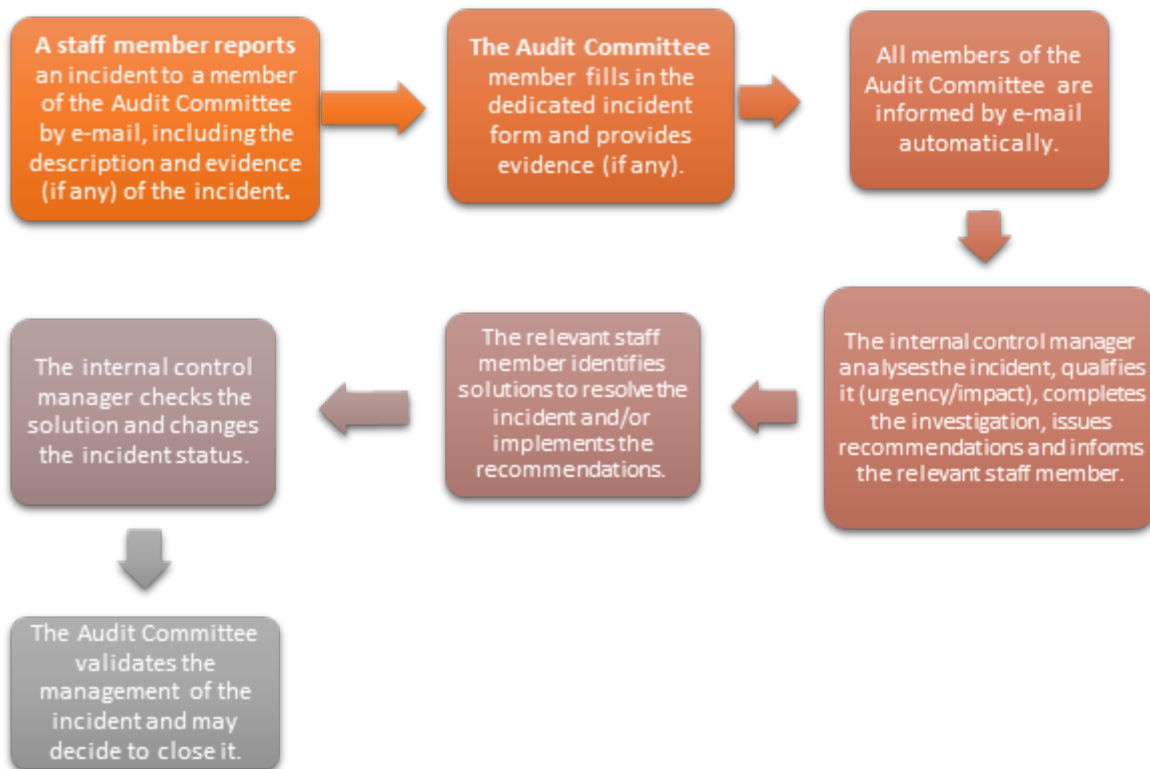 A staff member reports
an incident to a member
of the Audit Committee
by e-mail, including the
description and evidence
(if any) of the incident.
The Audit Committee
member fills in the
dedicated incident
form and provides
evidence (if any).
All members of the
Audit Committee are
informed by e-mail
automatically.
The internal control manager
analyses the incident, qualifies
it (urgency/impact), completes
the investigation, issues
recommendations and informs
the relevant staff member.
The relevant staff
member identifies
solutions to resolve the
incident and/or
implements the
recommendations.
The internal control
manager checks the
solution and changes
the incident status.
The Audit Committee
validates the
management of the
incident and may
decide to close it.